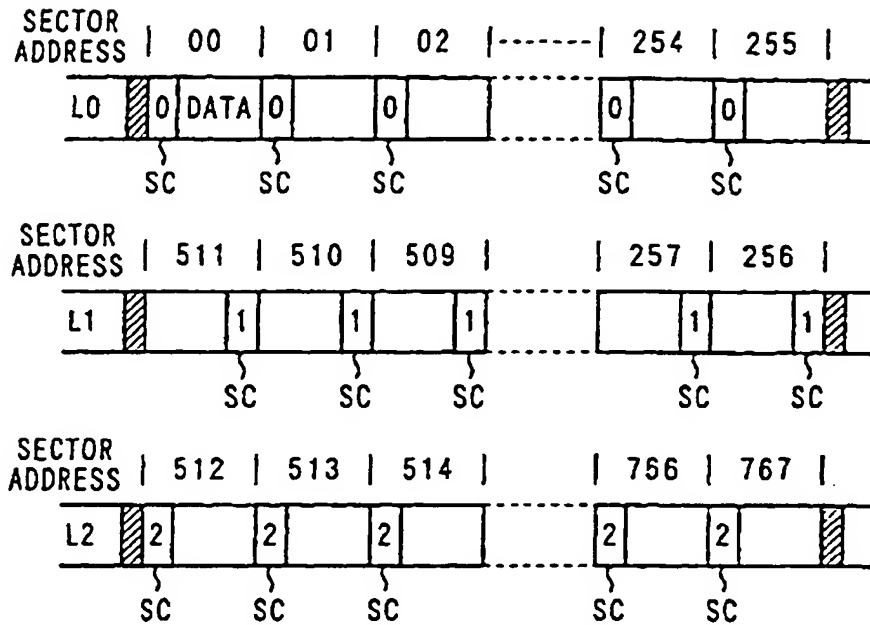 SECTOR ADDRESS | 00 | 01 | 02 | ------ | 254 | 255 |
L0 0 DATA 0 0 0 0
SC SC SC SC SC
SECTOR ADDRESS | 511 | 510 | 509 | 257 | 256 |
L1 1 1 1 1 1
SC SC SC SC SC
SECTOR ADDRESS | 512 | 513 | 514 | 766 | 767 |
L2 2 2 2 2 2
SC SC SC SC SC